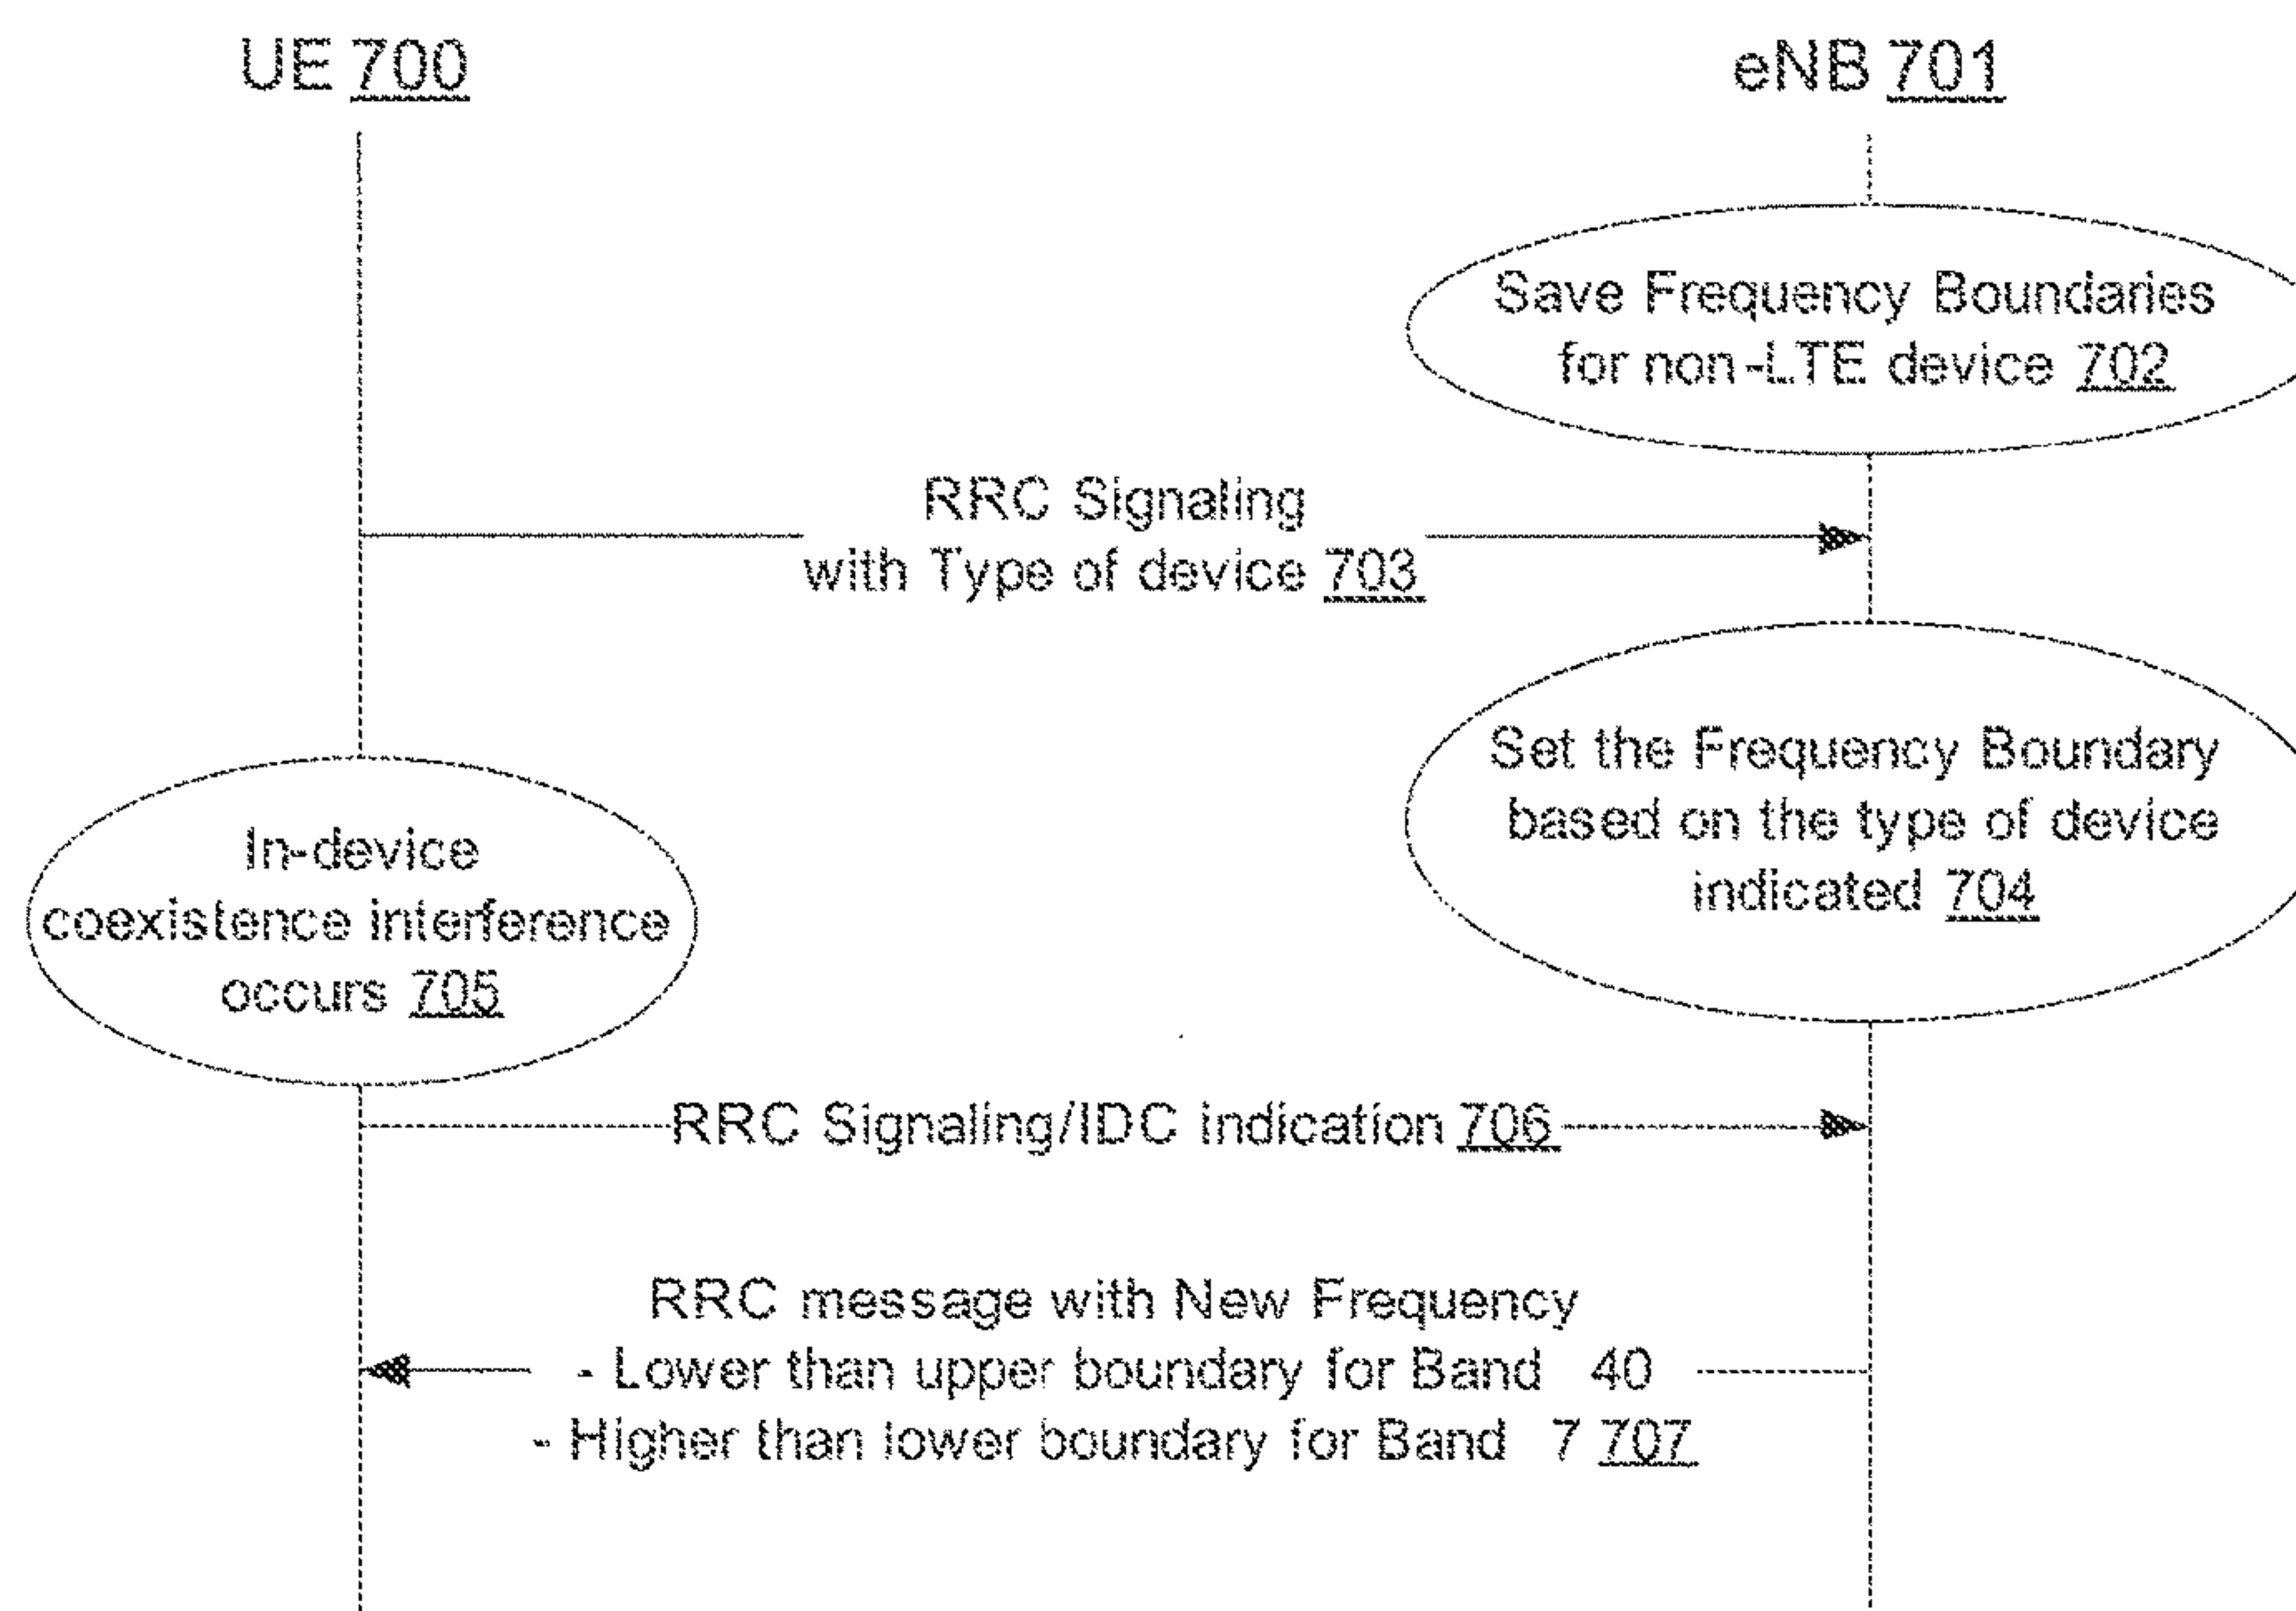 UE 700
eNB 701
Save Frequency Boundaries
for non-LTE device 702
RRC Signaling
with Type of device 703
Set the Frequency Boundary
based on the type of device
indicated 704
In-device
coexistence interference
occurs 705
RRC Signaling/IDC indication 706
RRC message with New Frequency
- Lower than upper boundary for Band 40
- Higher than lower boundary for Band 7 707